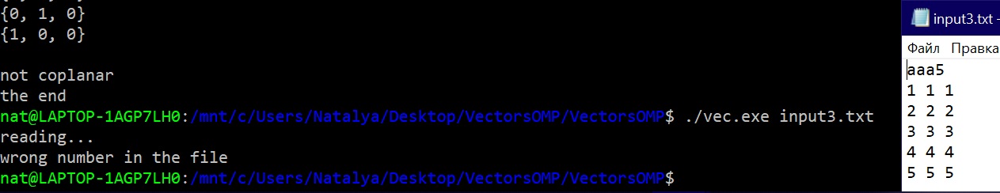 {0, 1, 0}
{1, 0, 0}
not coplanar
the end
nat@LAPTOP-1AGP7LH0:/mnt/c/Users/Natalya/Desktop/VectorsOMP/VectorsOMP$ ./vec.exe input3.txt
reading...
wrong number in the file
nat@LAPTOP-1AGP7LH0:/mnt/c/Users/Natalya/Desktop/VectorsOMP/VectorsOMP$
input3.txt -
Файл Правка
aaa5
1 1 1
2 2 2
3 3 3
4 4 4
5 5 5